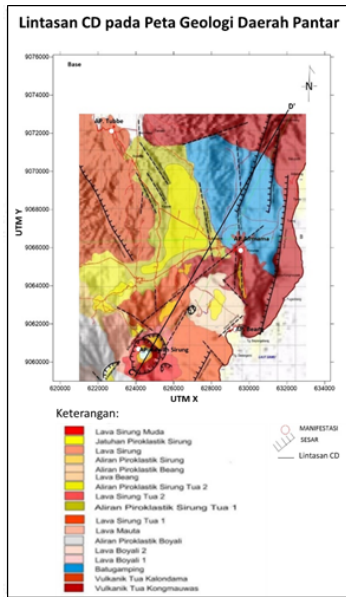 Lintasan CD pada Peta Geologi Daerah Pantar
9076000
9074000
9072000
9070000
9068000
9066000
9064000
9062000
9060000
UTM Y
Base
N
D'
AP. Tubbe
Sirung
620000 622000 624000 626000 628000 630000 633000
UTM X
Keterangan:
Lava Sirung Muda
Jatuhan Piroklastik Sirung
Lava Sirung
Aliran Piroklastik Sirung
Aliran Piroklastik Beang
Lava Beang
Aliran Piroklastik Sirung Tua 2
Lava Sirung Tua 2
Aliran Piroklastik Sirung Tua 1
Lava Sirung Tua 1
Lava Mauta
Aliran Piroklastik Boyali
Lava Boyali 2
Lava Boyali 1
Batugamping
Vulkanik Tua Kalondama
Vulkanik Tua Kongmauwas
MANIFESTASI
SESAR
Lintasan CD